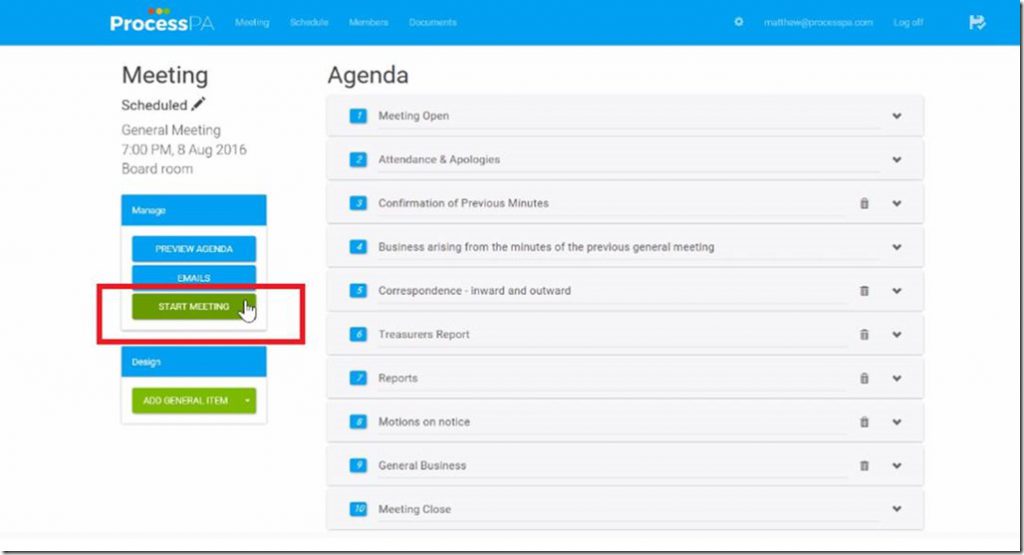 ProcessPA Meeting Schedule Members Documents matthew@processpa.com Log off
Meeting
Scheduled
General Meeting
7:00 PM, 8 Aug 2016
Board room
Manage
PREVIEW AGENDA
EMAILS
START MEETING
Design
ADD GENERAL ITEM
Agenda
1 Meeting Open
2 Attendance & Apologies
3 Confirmation of Previous Minutes
4 Business arising from the minutes of the previous general meeting
5 Correspondence - inward and outward
6 Treasurers Report
7 Reports
8 Motions on notice
9 General Business
10 Meeting Close